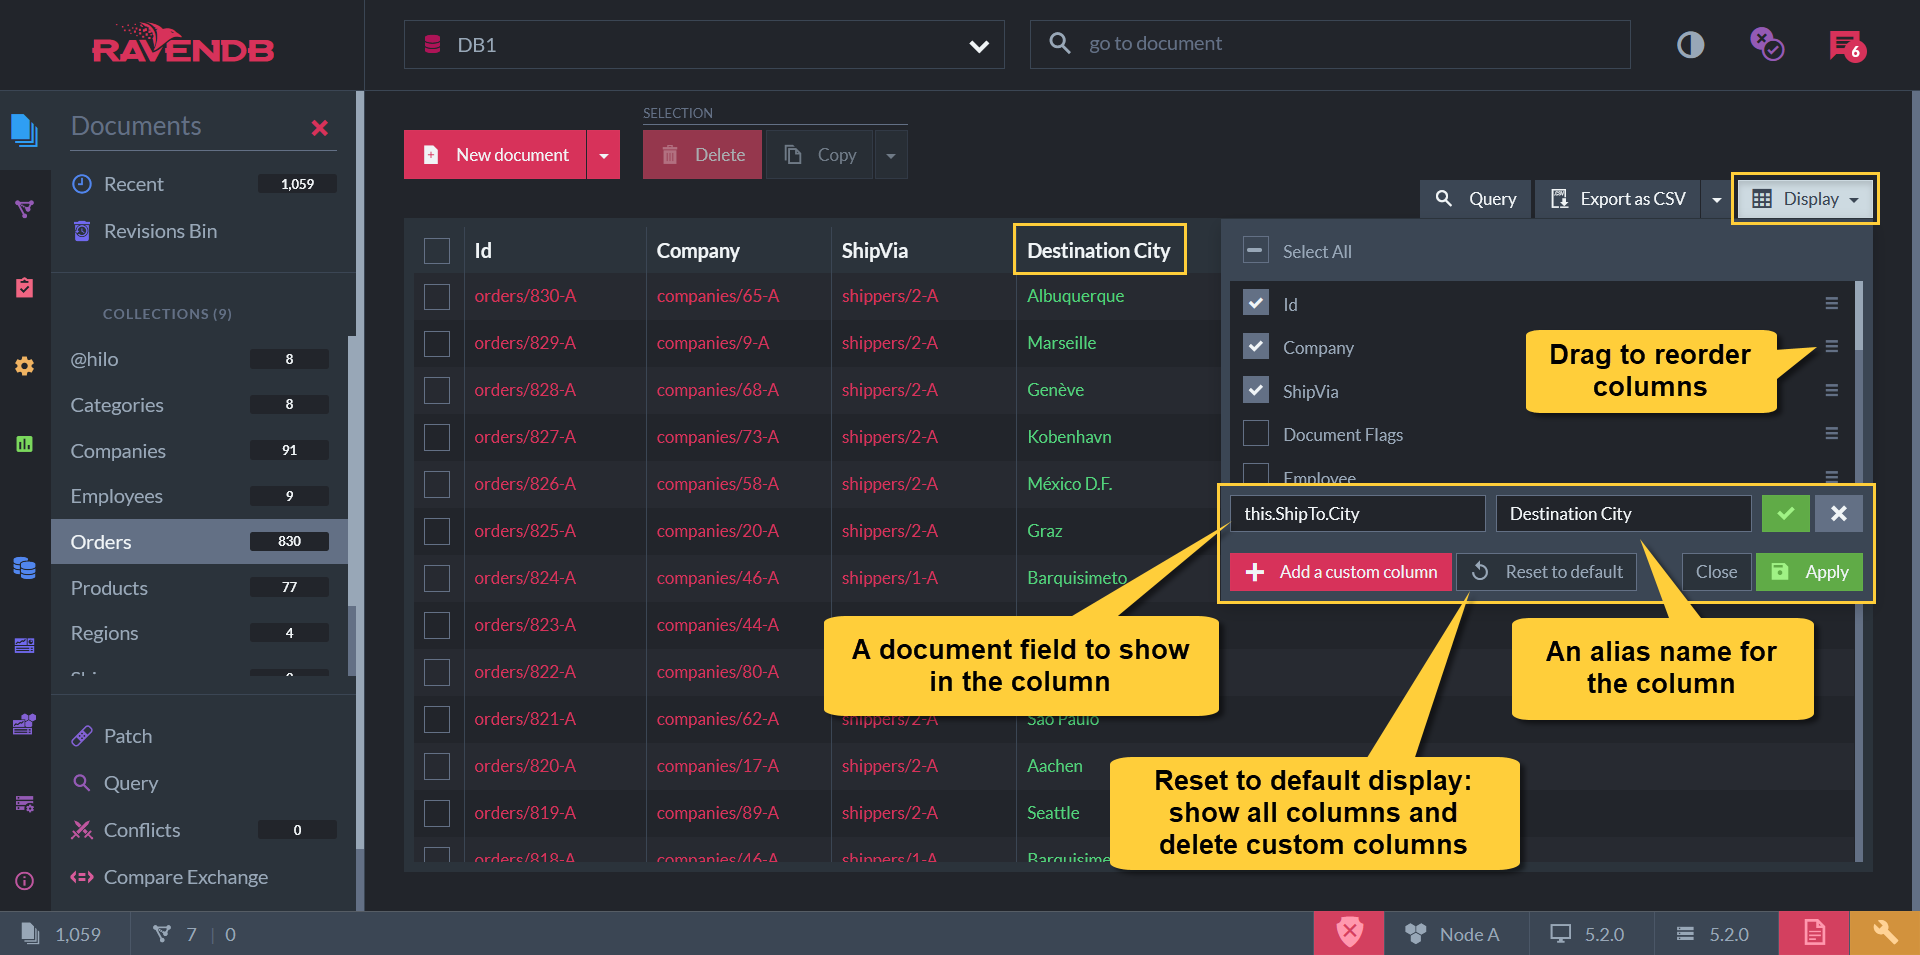 RAVENDB
DB1
go to document
6
Documents
Recent 1,059
Revisions Bin
COLLECTIONS (9)
@hilo 8
Categories 8
Companies 91
Employees 9
Orders 830
Products 77
Regions 4
Patch
Query
Conflicts 0
Compare Exchange
SELECTION
New document
Delete
Copy
Query
Export as CSV
Display
Id Company ShipVia Destination City
orders/830-A companies/65-A shippers/2-A Albuquerque
orders/829-A companies/9-A shippers/2-A Marseille
orders/828-A companies/68-A shippers/2-A Genève
orders/827-A companies/73-A shippers/2-A Kobenhavn
orders/826-A companies/58-A shippers/2-A México D.F.
orders/825-A companies/20-A shippers/2-A Graz
orders/824-A companies/46-A shippers/1-A Barquisimeto
orders/823-A companies/44-A
orders/822-A companies/80-A
orders/821-A companies/62-A shippers/2-A Sao Paulo
orders/820-A companies/17-A shippers/2-A Aachen
orders/819-A companies/89-A shippers/2-A Seattle
orders/818-A companies/46-A shippers/1-A
Select All
Id
Company
ShipVia
Document Flags
Employee
Drag to reorder
columns
this.ShipTo.City
Destination City
Add a custom column
Reset to default
Close
Apply
A document field to show
in the column
An alias name for
the column
Reset to default display:
show all columns and
delete custom columns
1,059
7 | 0
Node A
5.2.0
5.2.0